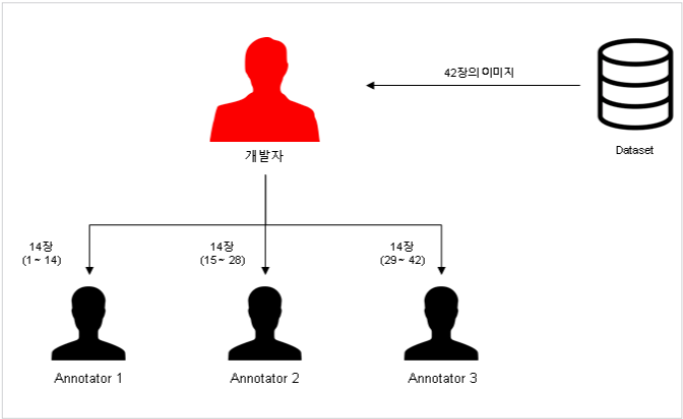 42장의 이미지
Dataset
개발자
14장
(1 ~ 14)
14장
(15 ~ 28)
14장
(29 ~ 42)
Annotator 1
Annotator 2
Annotator 3